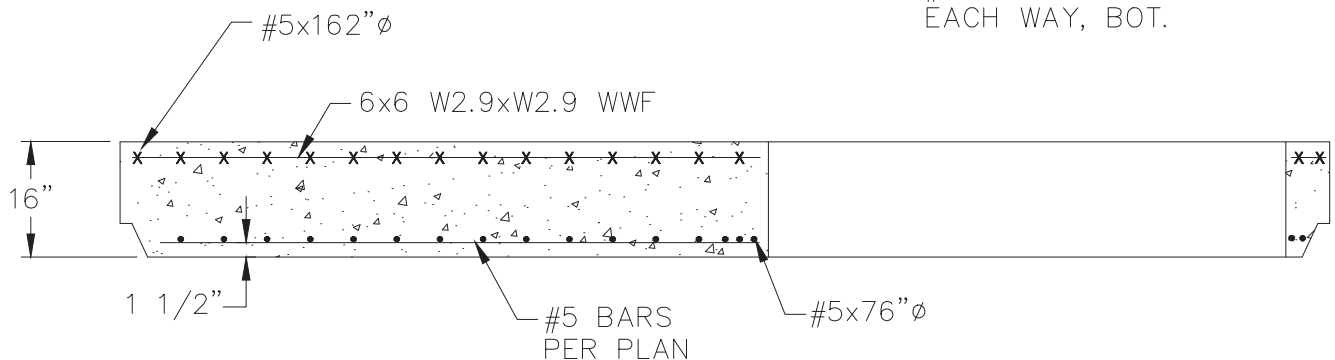 EACH WAY, BOT.
#5x162”ø
6x6 W2.9xW2.9 WWF
16”
1 1/2”
#5 BARS
PER PLAN
#5x76”ø